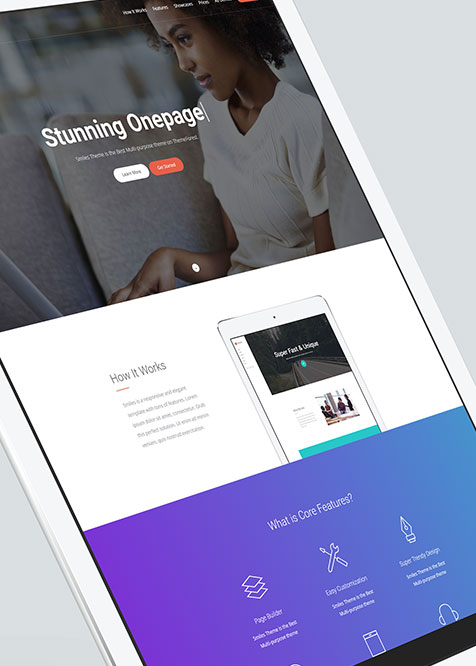 How It Works Features Showcases Prices
Stunning Onepage
Smiles Theme is the Best Multi-purpose theme on ThemeForest.
Learn More
Get Started
How It Works
Smiles is a responsive and elegant
template with tons of features. Lorem
ipsum dolor sit amet, consectetur. Grab
this perfect solution. Ut enim ad minim
veniam, quis nostrud exercitation.
Super Fast & Unique
What is Core Features?
Page Builder
Smiles Theme is the Best
Multi-purpose theme
Easy Customization
Smiles Theme is the Best
Multi-purpose theme
Super Trendy Design
Smiles Theme is the Best
Multi-purpose theme